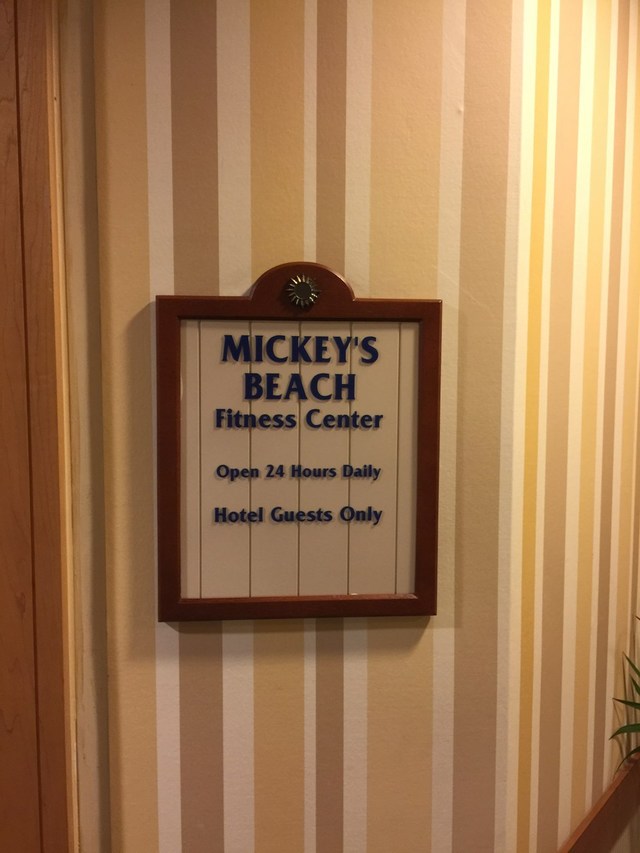 MICKEY'S
BEACH
Fitness Center
Open 24 Hours Daily
Hotel Guests Only